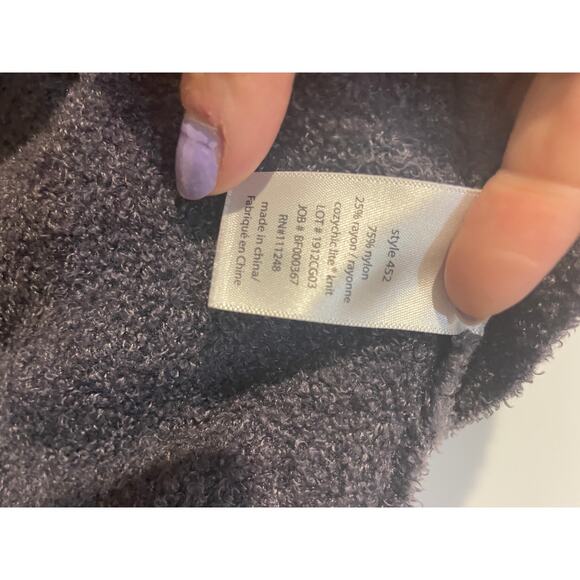 style 452
75% nylon
25% rayon / rayonne
cozychic lite® knit
LOT # 1912CG03
JOB # BF000367
RN#111248
made in china/
Fabriqué en Chine